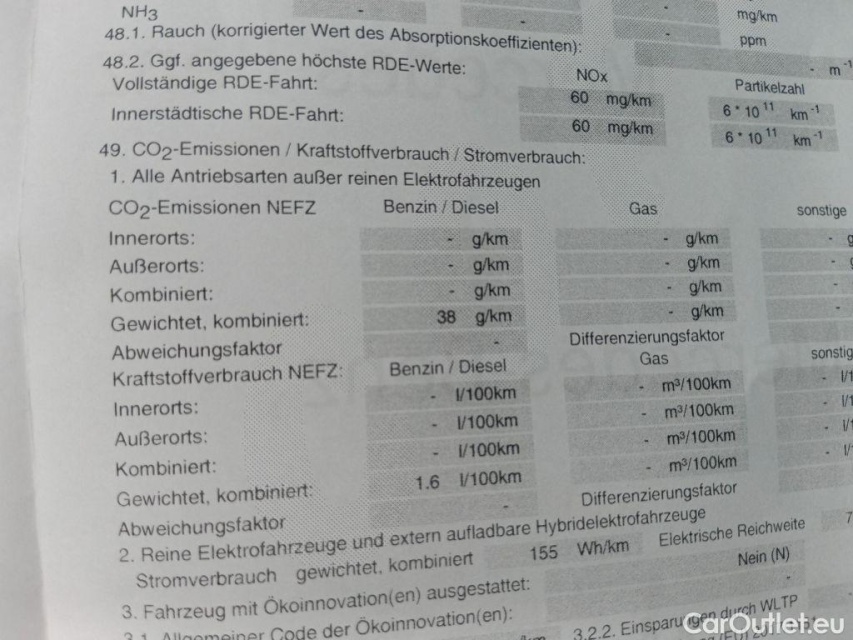 NH3 - - - mg/km
48.1. Rauch (korrigierter Wert des Absorptionskoeffizienten): - ppm
48.2. Ggf. angegebene höchste RDE-Werte: - m⁻¹
NOx Partikelzahl
Vollständige RDE-Fahrt: 60 mg/km 6 * 10¹¹ km⁻¹
Innerstädtische RDE-Fahrt: 60 mg/km 6 * 10¹¹ km⁻¹
49. CO2-Emissionen / Kraftstoffverbrauch / Stromverbrauch:
1. Alle Antriebsarten außer reinen Elektrofahrzeugen
CO2-Emissionen NEFZ Benzin / Diesel Gas sonstige
Innerorts: - g/km - g/km -
Außerorts: - g/km - g/km -
Kombiniert: - g/km - g/km -
Gewichtet, kombiniert: 38 g/km - g/km -
Abweichungsfaktor - Differenzierungsfaktor
Kraftstoffverbrauch NEFZ: Benzin / Diesel Gas sonstig
Innerorts: - l/100km - m³/100km -
Außerorts: - l/100km - m³/100km -
Kombiniert: - l/100km - m³/100km -
Gewichtet, kombiniert: 1.6 l/100km - m³/100km -
Abweichungsfaktor - Differenzierungsfaktor
2. Reine Elektrofahrzeuge und extern aufladbare Hybridelektrofahrzeuge
Stromverbrauch gewichtet, kombiniert 155 Wh/km Elektrische Reichweite 7
3. Fahrzeug mit Ökoinnovation(en) ausgestattet: Nein (N)
3.1. Allgemeiner Code der Ökoinnovation(en): -
3.2.2. Einsparungen durch WLTP
CarOutlet.eu